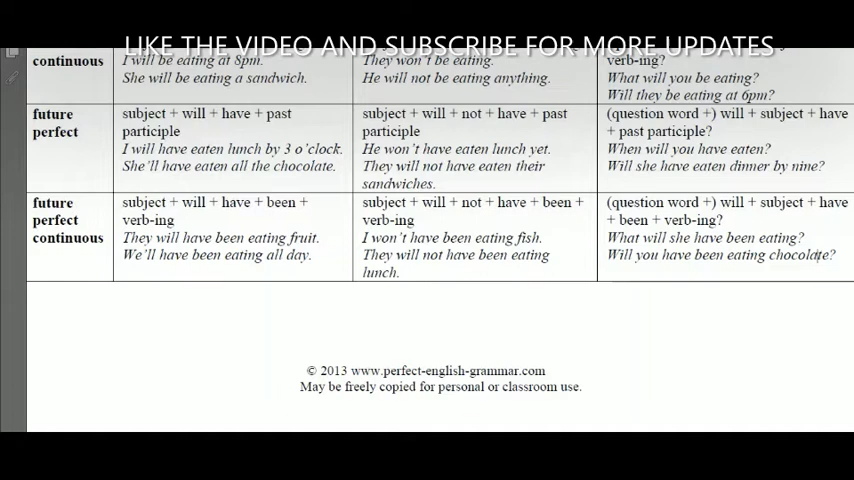 LIKE THE VIDEO AND SUBSCRIBE FOR MORE UPDATES
continuous
I will be eating at 8pm.
She will be eating a sandwich.
They won't be eating.
He will not be eating anything.
verb-ing?
What will you be eating?
Will they be eating at 6pm?
future
perfect
subject + will + have + past
participle
I will have eaten lunch by 3 o'clock.
She'll have eaten all the chocolate.
subject + will + not + have + past
participle
He won't have eaten lunch yet.
They will not have eaten their
sandwiches.
(question word +) will + subject + have
+ past participle?
When will you have eaten?
Will she have eaten dinner by nine?
future
perfect
continuous
subject + will + have + been +
verb-ing
They will have been eating fruit.
We'll have been eating all day.
subject + will + not + have + been +
verb-ing
I won't have been eating fish.
They will not have been eating
lunch.
(question word +) will + subject + have
+ been + verb-ing?
What will she have been eating?
Will you have been eating chocolate?
© 2013 www.perfect-english-grammar.com
May be freely copied for personal or classroom use.